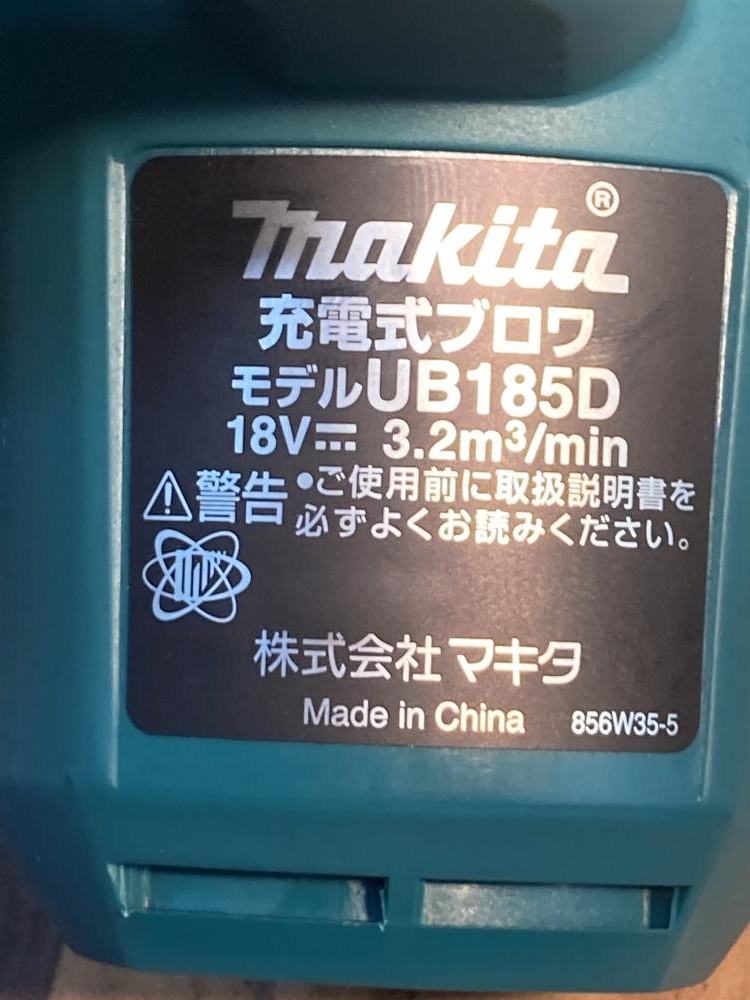 makita®
充電式ブロワ
モデルUB185D
18V⎓ 3.2m³/min
⚠警告 •ご使用前に取扱説明書を
必ずよくお読みください。
株式会社マキタ
Made in China 856W35-5